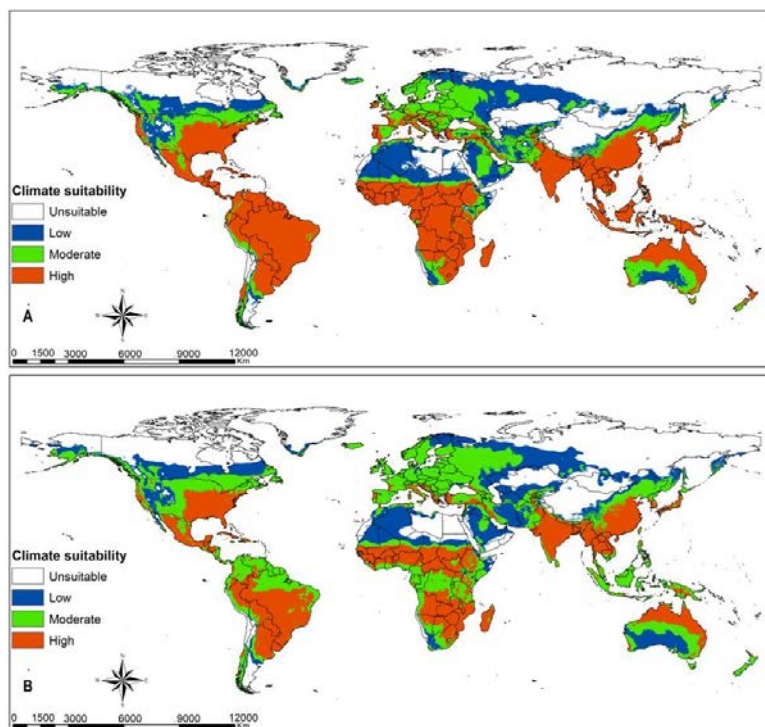 Climate suitability
Unsuitable
Low
Moderate
High
A
0 1500 3000 6000 9000 12000
Km
Climate suitability
Unsuitable
Low
Moderate
High
B
0 1500 3000 6000 9000 12000